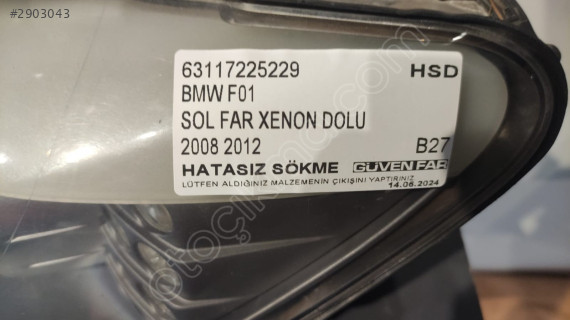 #2903043
63117225229 HSD
BMW F01
SOL FAR XENON DOLU
2008 2012 B27
HATASIZ SÖKME GÜVEN FAR
LÜTFEN ALDIĞINIZ MALZEMENİN ÇIKIŞINI YAPTIRINIZ
14.06.2024